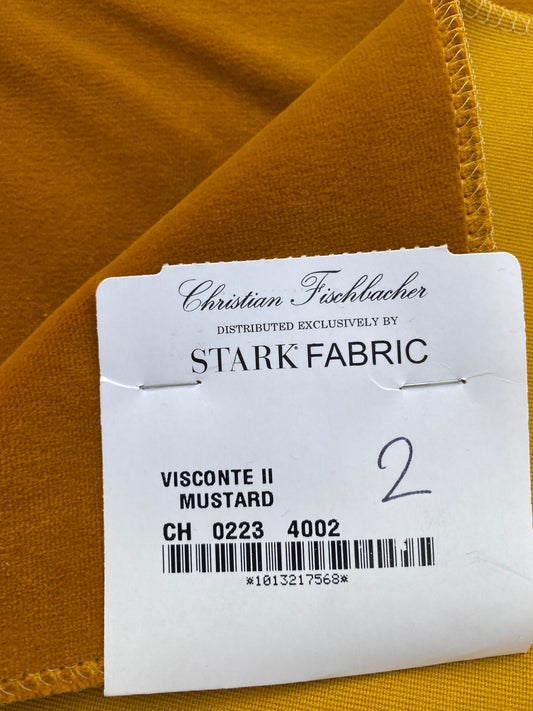 Christian Fischbacher
DISTRIBUTED EXCLUSIVELY BY
STARK® FABRIC
2
VISCONTE II
MUSTARD
CH 0223 4002
*1013217568*